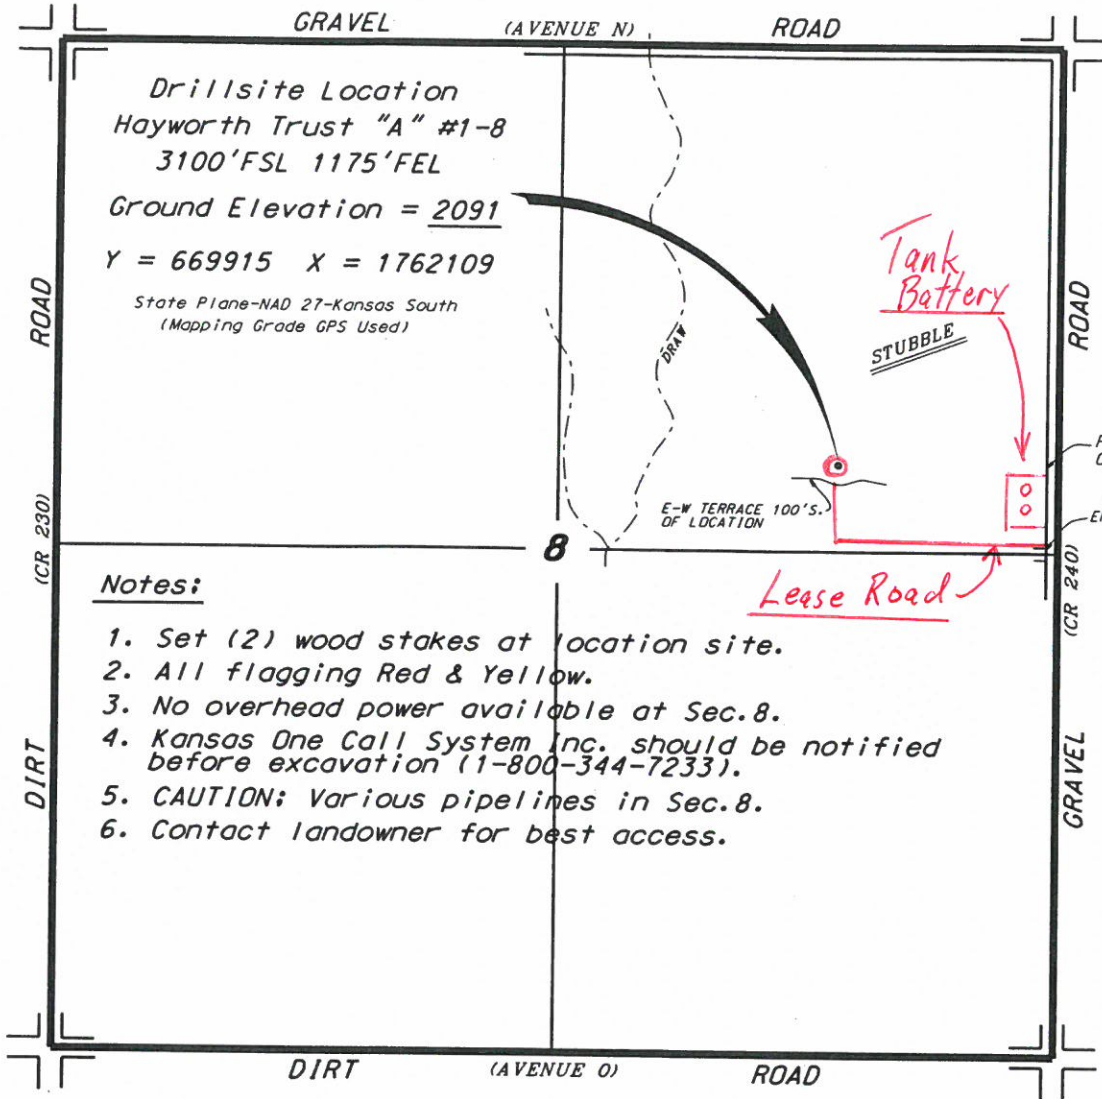 GRAVEL (AVENUE N) ROAD
Drillsite Location
Hayworth Trust "A" #1-8
3100'FSL 1175'FEL
Ground Elevation = 2091
Y = 669915 X = 1762109
State Plane-NAD 27-Kansas South
(Mapping Grade GPS Used)
Tank
Battery
STUBBLE
DRAW
E-W TERRACE 100'S.
OF LOCATION
8
Lease Road
ROAD
(CR 230)
DIRT
ROAD
(CR 240)
GRAVEL
Notes:
1. Set (2) wood stakes at location site.
2. All flagging Red & Yellow.
3. No overhead power available at Sec.8.
4. Kansas One Call System Inc. should be notified
before excavation (1-800-344-7233).
5. CAUTION: Various pipelines in Sec.8.
6. Contact landowner for best access.
DIRT (AVENUE O) ROAD